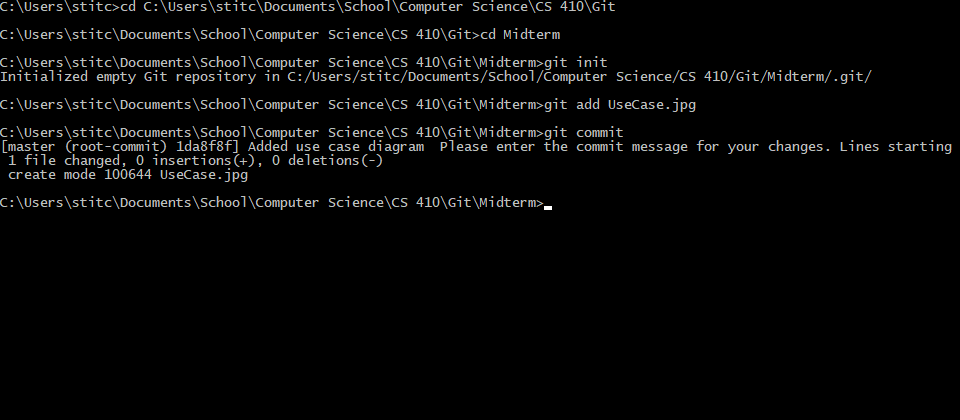 C:\Users\stitc>cd C:\Users\stitc\Documents\School\Computer Science\CS 410\Git
C:\Users\stitc\Documents\School\Computer Science\CS 410\Git>cd Midterm
C:\Users\stitc\Documents\School\Computer Science\CS 410\Git\Midterm>git init
Initialized empty Git repository in C:/Users/stitc/Documents/School/Computer Science/CS 410/Git/Midterm/.git/
C:\Users\stitc\Documents\School\Computer Science\CS 410\Git\Midterm>git add UseCase.jpg
C:\Users\stitc\Documents\School\Computer Science\CS 410\Git\Midterm>git commit
[master (root-commit) 1da8f8f] Added use case diagram  Please enter the commit message for your changes. Lines starting
 1 file changed, 0 insertions(+), 0 deletions(-)
 create mode 100644 UseCase.jpg
C:\Users\stitc\Documents\School\Computer Science\CS 410\Git\Midterm>